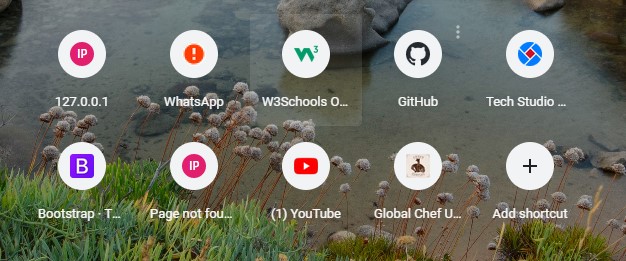 IP
W3
127.0.0.1
WhatsApp
W3Schools O...
GitHub
Tech Studio ...
B
IP
Bootstrap · T...
Page not fou...
(1) YouTube
Global Chef U...
Add shortcut